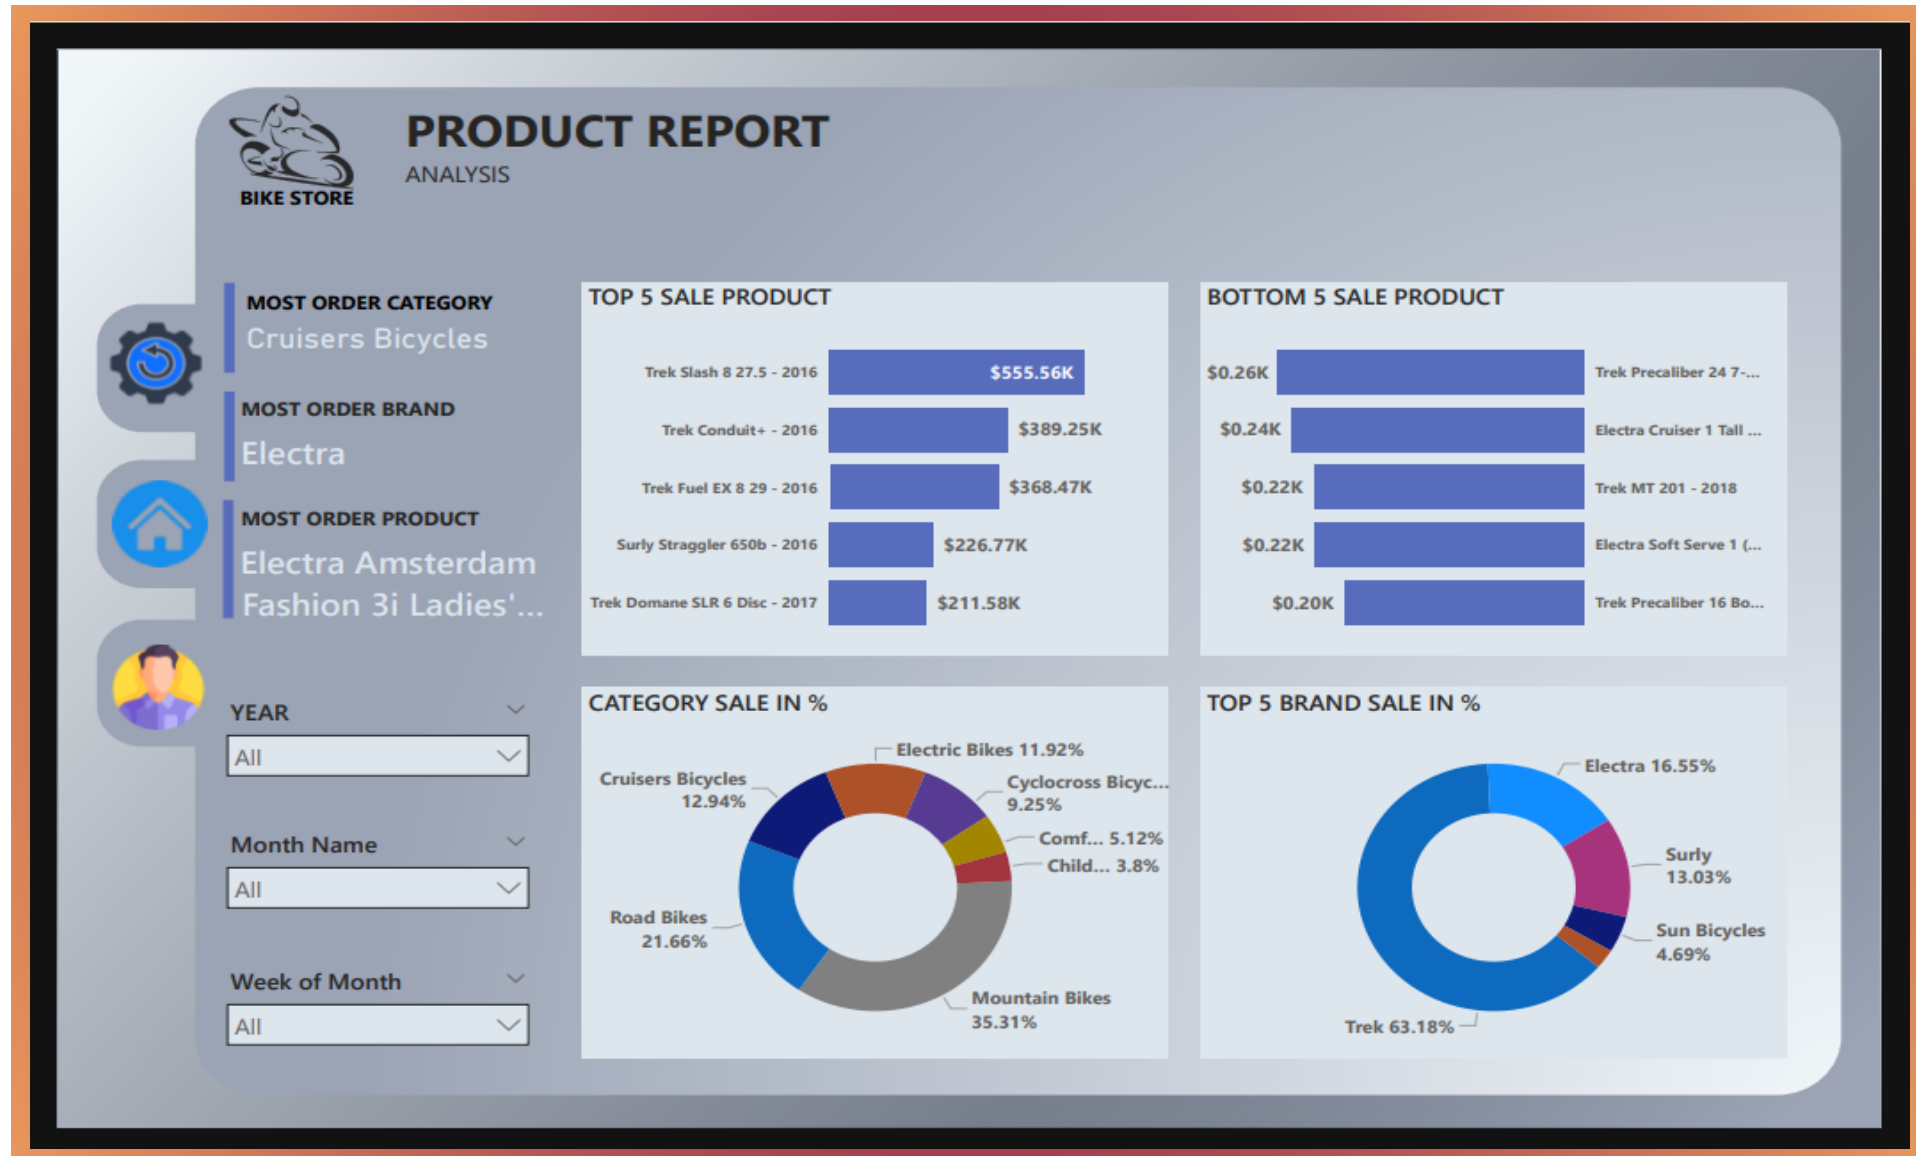 PRODUCT REPORT
ANALYSIS
BIKE STORE
MOST ORDER CATEGORY
Cruisers Bicycles
MOST ORDER BRAND
Electra
MOST ORDER PRODUCT
Electra Amsterdam
Fashion 3i Ladies'...
YEAR
All
Month Name
All
Week of Month
All
TOP 5 SALE PRODUCT
Trek Slash 8 27.5 - 2016 $555.56K
Trek Conduit+ - 2016 $389.25K
Trek Fuel EX 8 29 - 2016 $368.47K
Surly Straggler 650b - 2016 $226.77K
Trek Domane SLR 6 Disc - 2017 $211.58K
BOTTOM 5 SALE PRODUCT
$0.26K Trek Precaliber 24 7-...
$0.24K Electra Cruiser 1 Tall ...
$0.22K Trek MT 201 - 2018
$0.22K Electra Soft Serve 1 (...
$0.20K Trek Precaliber 16 Bo...
CATEGORY SALE IN %
Electric Bikes 11.92%
Cruisers Bicycles
12.94%
Cyclocross Bicyc...
9.25%
Comf... 5.12%
Child... 3.8%
Road Bikes
21.66%
Mountain Bikes
35.31%
TOP 5 BRAND SALE IN %
Electra 16.55%
Surly
13.03%
Sun Bicycles
4.69%
Trek 63.18%